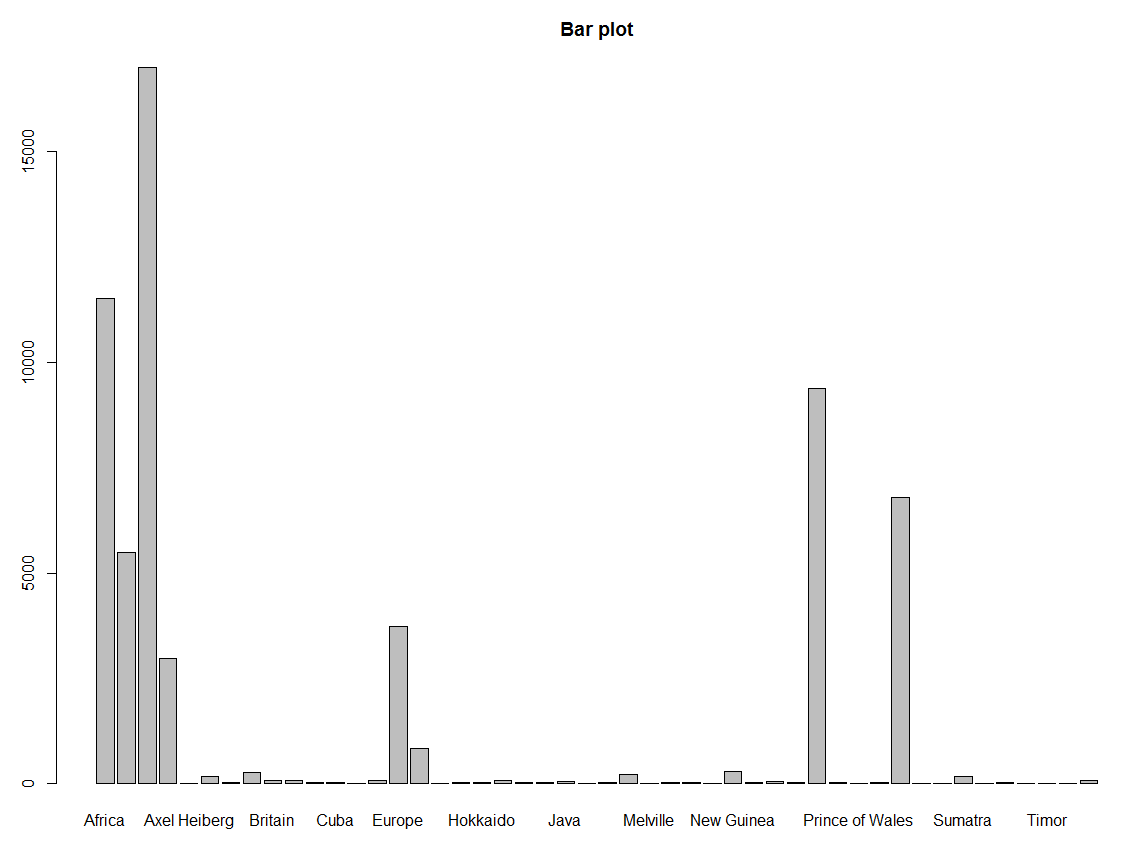 Bar plot
15000
10000
5000
0
Africa Axel Heiberg Britain Cuba Europe Hokkaido Java Melville New Guinea Prince of Wales Sumatra Timor